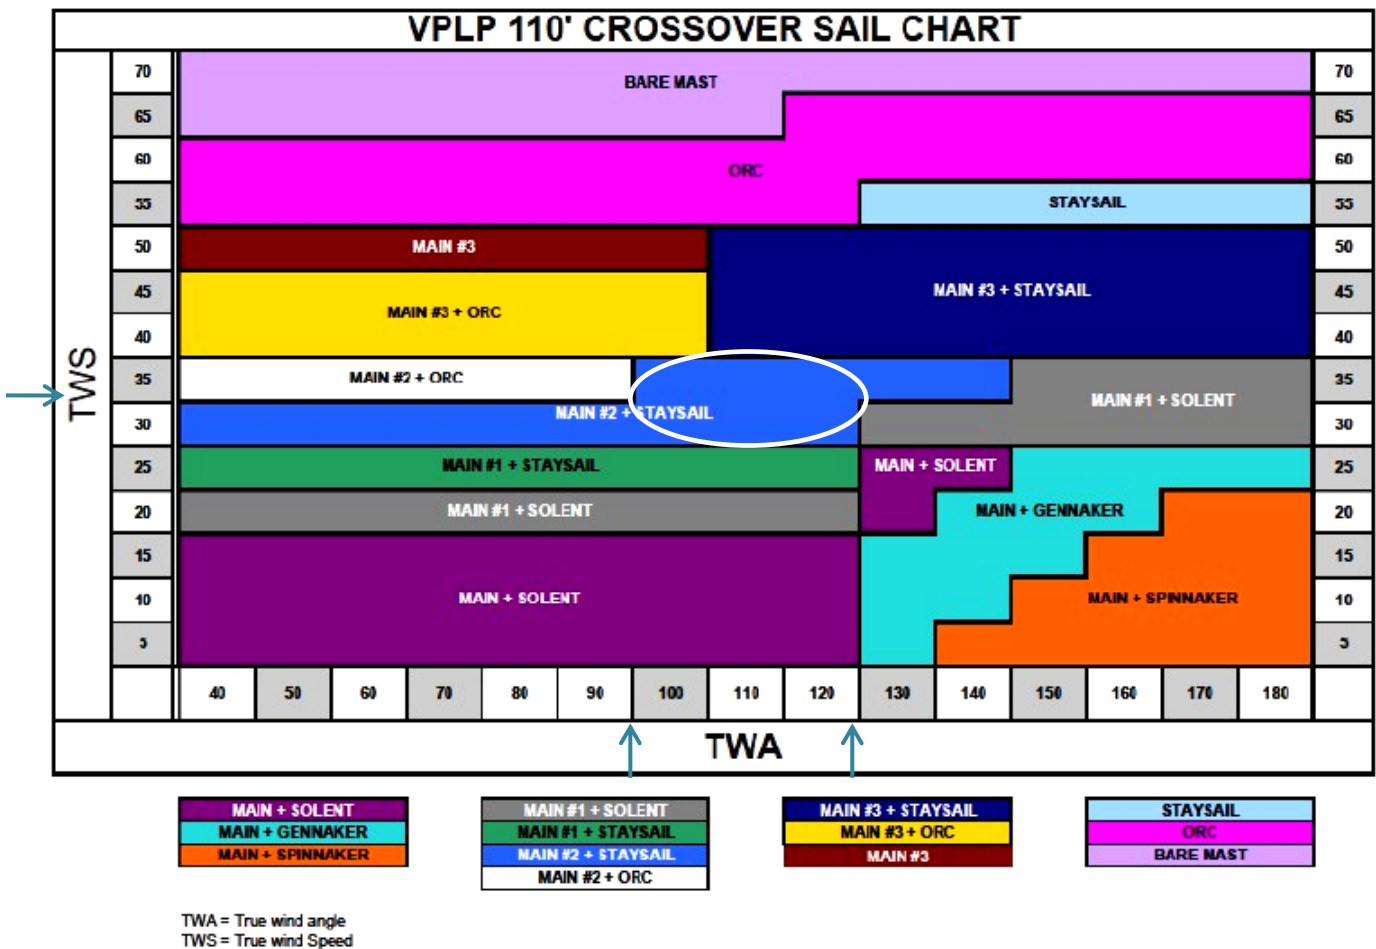 VPLP 110' CROSSOVER SAIL CHART
TWS
70 BARE MAST 70
65 65
60 ORC 60
55 STAYSAIL 55
50 MAIN #3 50
45 MAIN #3 + STAYSAIL 45
MAIN #3 + ORC
40 40
35 MAIN #2 + ORC 35
MAIN #1 + SOLENT
30 MAIN #2 + STAYSAIL 30
25 MAIN #1 + STAYSAIL MAIN + SOLENT 25
20 MAIN #1 + SOLENT MAIN + GENNAKER 20
15 15
10 MAIN + SOLENT MAIN + SPINNAKER 10
5 5
40 50 60 70 80 90 100 110 120 130 140 150 160 170 180
TWA
MAIN + SOLENT MAIN #1 + SOLENT MAIN #3 + STAYSAIL STAYSAIL
MAIN + GENNAKER MAIN #1 + STAYSAIL MAIN #3 + ORC ORC
MAIN + SPINNAKER MAIN #2 + STAYSAIL MAIN #3 BARE MAST
MAIN #2 + ORC
TWA = True wind angle
TWS = True wind Speed